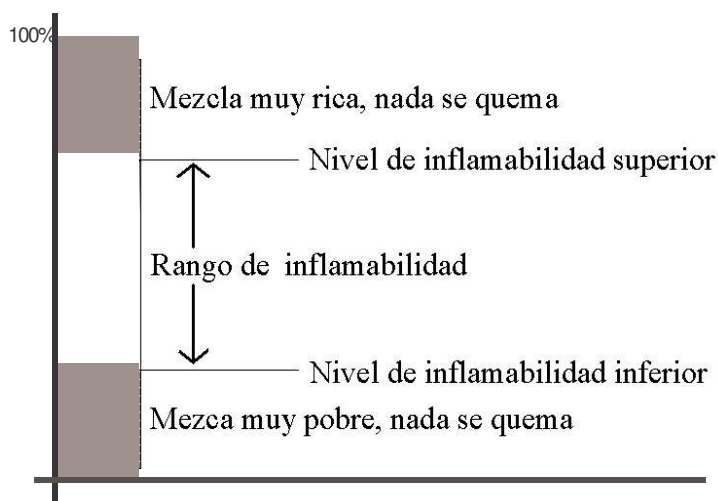 100%
Mezcla muy rica, nada se quema
Nivel de inflamabilidad superior
Rango de inflamabilidad
Nivel de inflamabilidad inferior
Mezca muy pobre, nada se quema